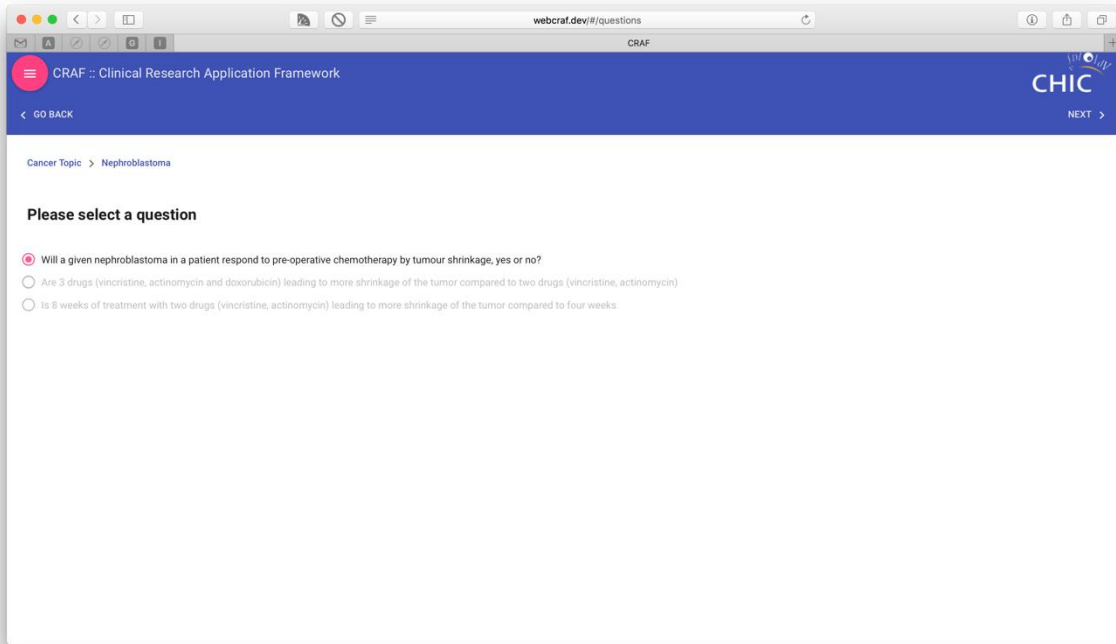 webcraf.dev/#/questions
A
G
I
CRAF
CRAF :: Clinical Research Application Framework
CHIC
GO BACK
NEXT
Cancer Topic > Nephroblastoma
Please select a question
Will a given nephroblastoma in a patient respond to pre-operative chemotherapy by tumour shrinkage, yes or no?
Are 3 drugs (vincristine, actinomycin and doxorubicin) leading to more shrinkage of the tumor compared to two drugs (vincristine, actinomycin)
Is 8 weeks of treatment with two drugs (vincristine, actinomycin) leading to more shrinkage of the tumor compared to four weeks